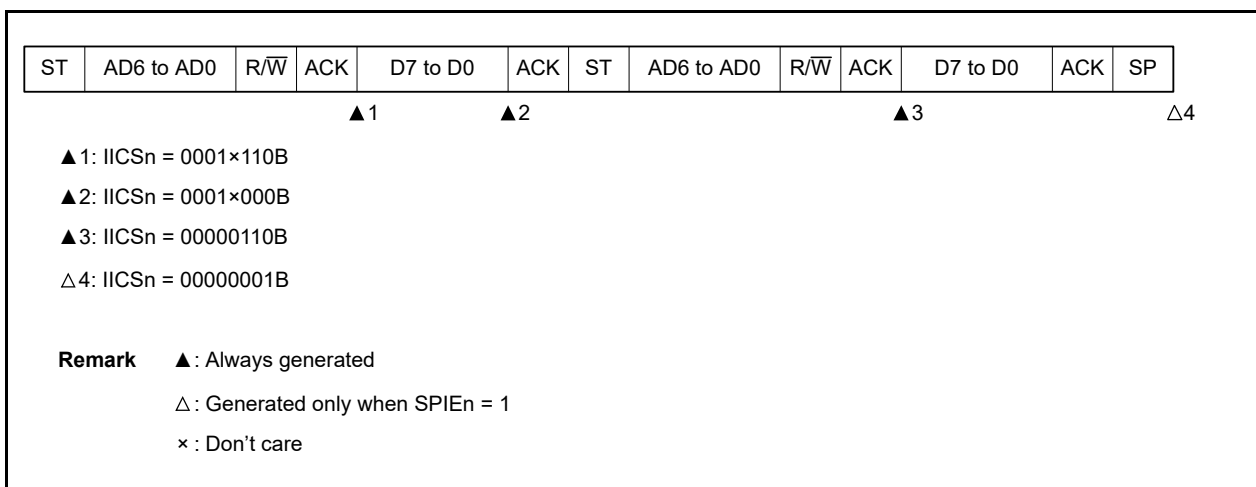 ST AD6 to AD0 R/W̅ ACK D7 to D0 ACK ST AD6 to AD0 R/W̅ ACK D7 to D0 ACK SP
▲1 ▲2 ▲3 △4
▲1: IICSn = 0001×110B
▲2: IICSn = 0001×000B
▲3: IICSn = 00000110B
△4: IICSn = 00000001B
Remark ▲: Always generated
△: Generated only when SPIEn = 1
×: Don’t care